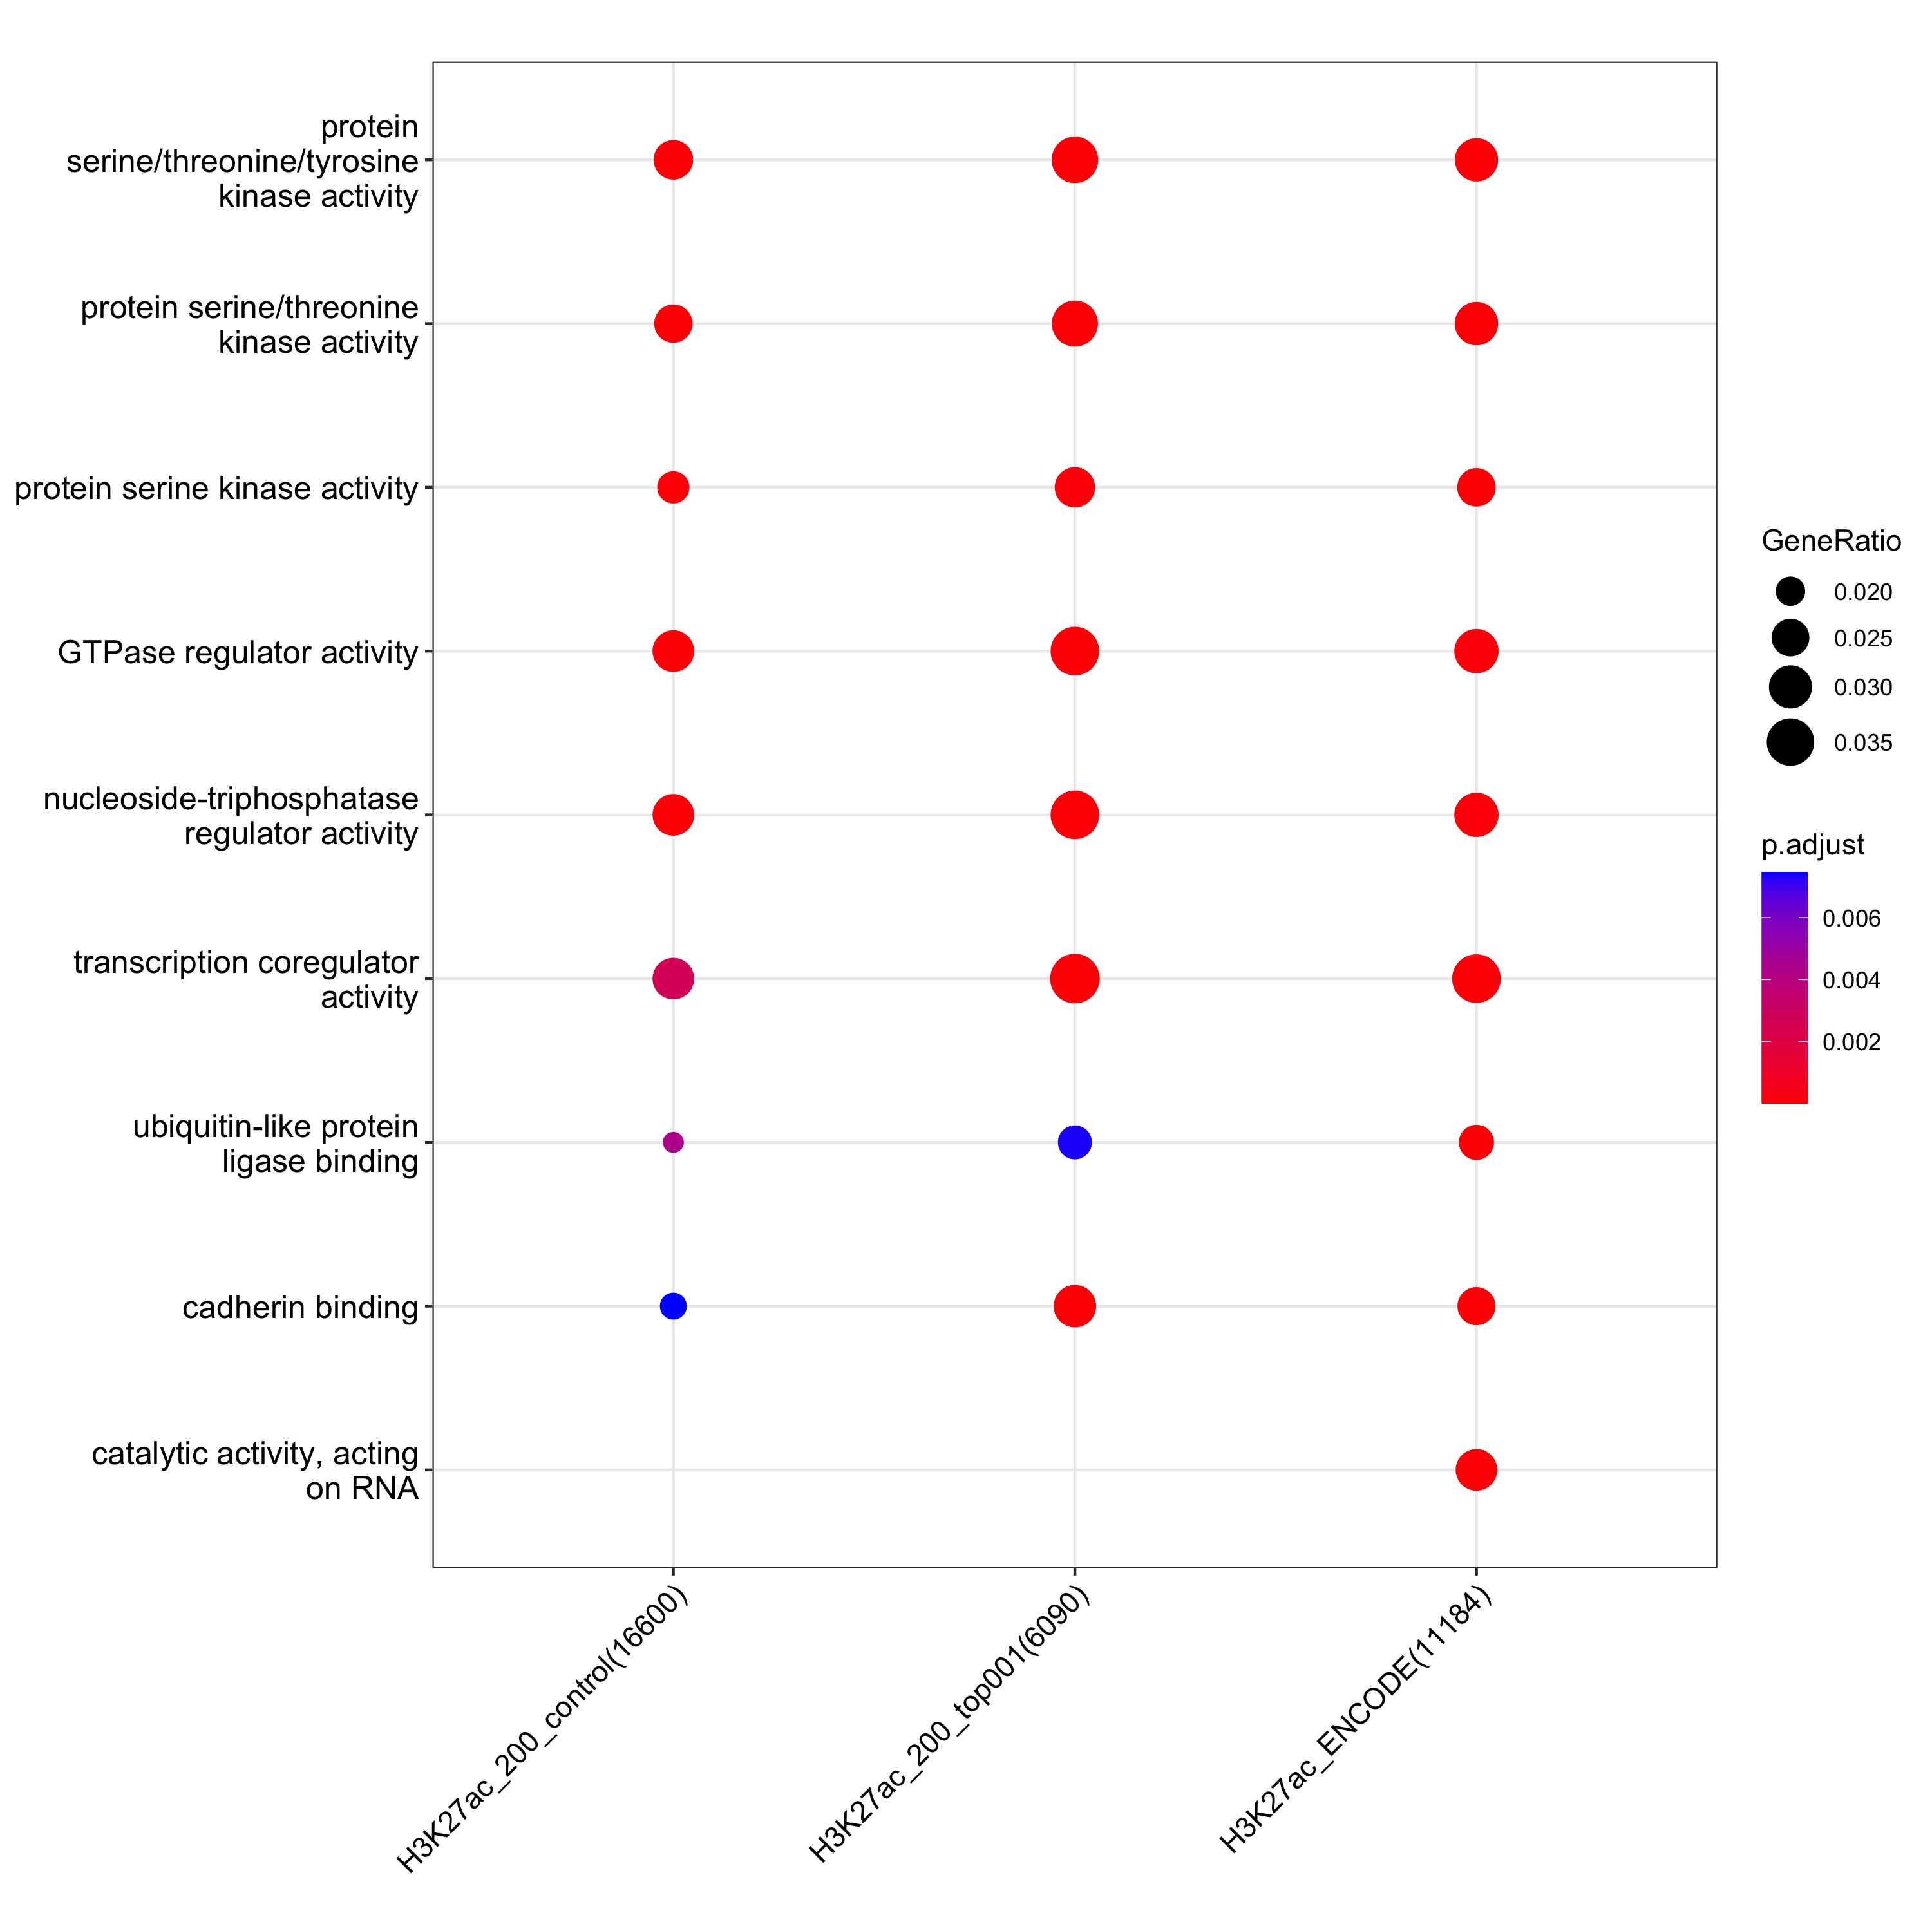 protein
serine/threonine/tyrosine
kinase activity
protein serine/threonine
kinase activity
protein serine kinase activity
GTPase regulator activity
nucleoside-triphosphatase
regulator activity
transcription coregulator
activity
ubiquitin-like protein
ligase binding
cadherin binding
catalytic activity, acting
on RNA
H3K27ac_200_control(16600)
H3K27ac_200_top001(6090)
H3K27ac_ENCODE(11184)
GeneRatio
0.020
0.025
0.030
0.035
p.adjust
0.006
0.004
0.002